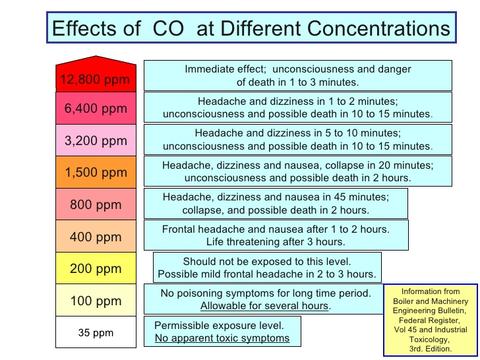 Effects of CO at Different Concentrations
12,800 ppm
Immediate effect; unconsciousness and danger
of death in 1 to 3 minutes.
6,400 ppm
Headache and dizziness in 1 to 2 minutes;
unconsciousness and possible death in 10 to 15 minutes.
3,200 ppm
Headache and dizziness in 5 to 10 minutes;
unconsciousness and possible death in 10 to 15 minutes.
1,500 ppm
Headache, dizziness and nausea, collapse in 20 minutes;
unconsciousness and possible death in 2 hours.
800 ppm
Headache, dizziness and nausea in 45 minutes;
collapse, and possible death in 2 hours.
400 ppm
Frontal headache and nausea after 1 to 2 hours.
Life threatening after 3 hours.
200 ppm
Should not be exposed to this level.
Possible mild frontal headache in 2 to 3 hours.
100 ppm
No poisoning symptoms for long time period.
Allowable for several hours.
35 ppm
Permissible exposure level.
No apparent toxic symptoms
Information from
Boiler and Machinery
Engineering Bulletin,
Federal Register,
Vol 45 and Industrial
Toxicology,
3rd. Edition.